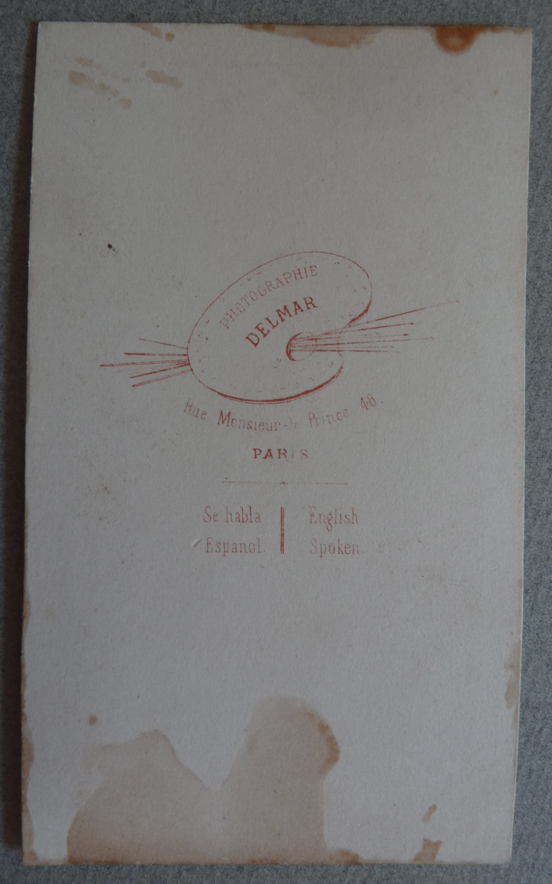 PHOTOGRAPHIE
DELMAR
Rue Monsieur-le Prince 48.
PARIS
Se habla
Espanol.
English
Spoken.